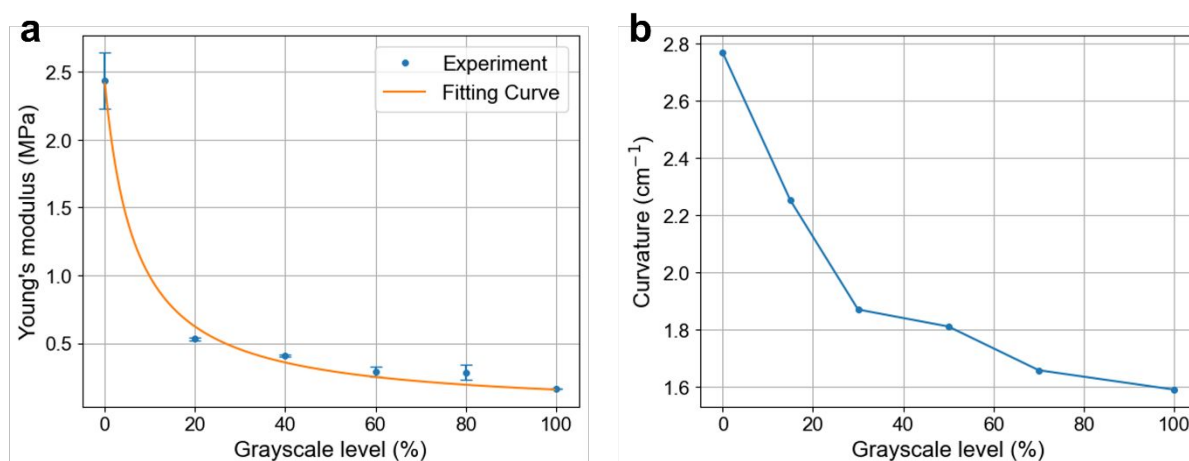 a
Young's modulus (MPa)
2.5
2.0
1.5
1.0
0.5
0 20 40 60 80 100
Grayscale level (%)
Experiment
Fitting Curve
b
Curvature (cm⁻¹)
2.8
2.6
2.4
2.2
2.0
1.8
1.6
0 20 40 60 80 100
Grayscale level (%)